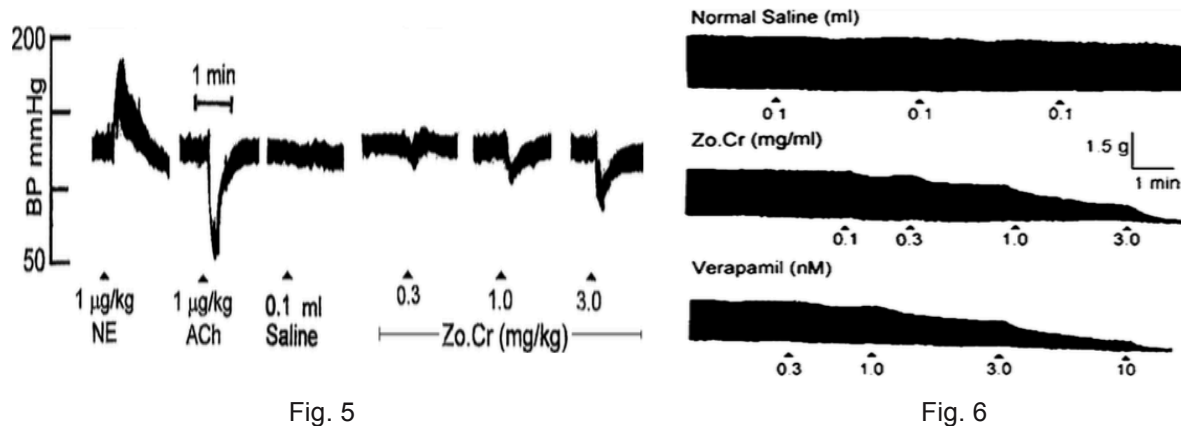 200
BP mmHg
50
1 min
1 µg/kg
NE
1 µg/kg
ACh
0.1 ml
Saline
0.3
1.0
3.0
Zo.Cr (mg/kg)
Fig. 5
Normal Saline (ml)
0.1 0.1 0.1
1.5 g
1 mins
Zo.Cr (mg/ml)
0.1 0.3 1.0 3.0
Verapamil (nM)
0.3 1.0 3.0 10
Fig. 6